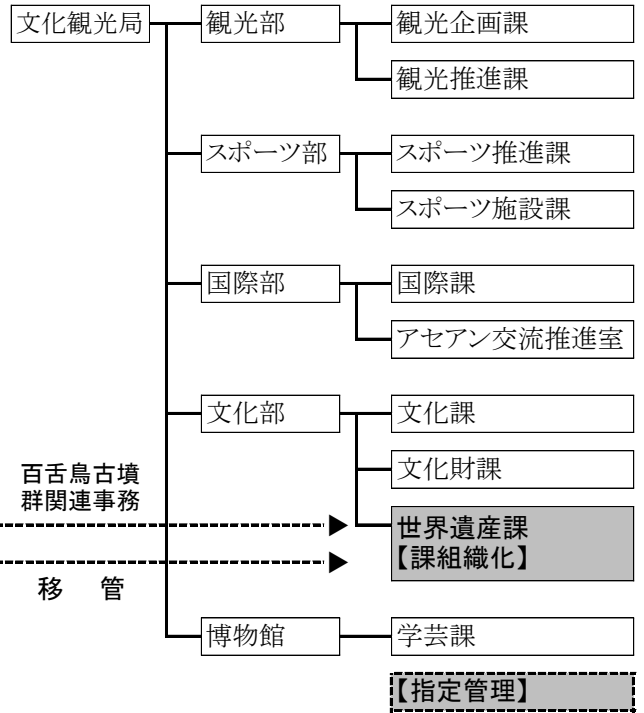 文化観光局
観光部
観光企画課
観光推進課
スポーツ部
スポーツ推進課
スポーツ施設課
国際部
国際課
アセアン交流推進室
文化部
文化課
文化財課
百舌鳥古墳
群関連事務
世界遺産課
【課組織化】
移　管
博物館
学芸課
【指定管理】